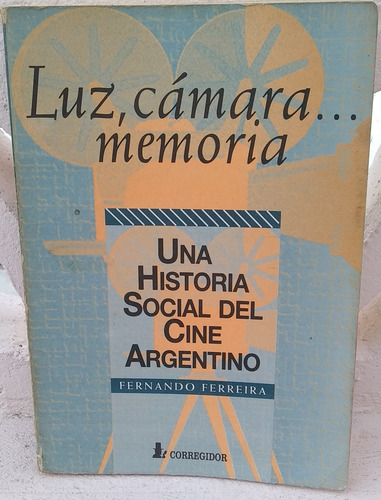 Luz, cámara...
memoria
UNA
HISTORIA
SOCIAL DEL
CINE
ARGENTINO
FERNANDO FERREIRA
CORREGIDOR